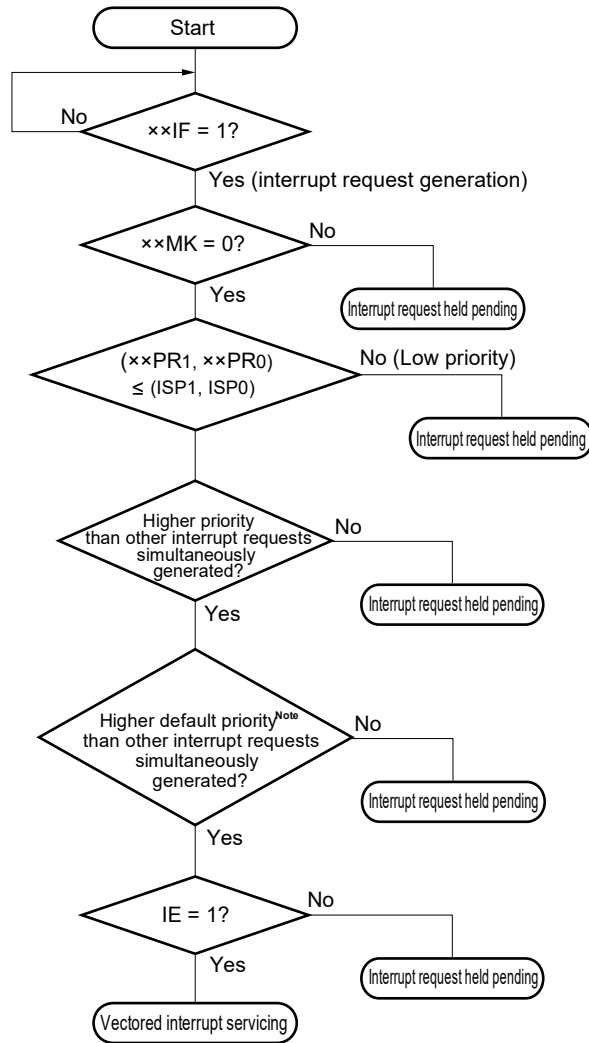 Start
No
××IF = 1?
Yes (interrupt request generation)
××MK = 0?
No
Yes
Interrupt request held pending
(××PR1, ××PR0)
≤ (ISP1, ISP0)
No (Low priority)
Interrupt request held pending
Higher priority
than other interrupt requests
simultaneously
generated?
No
Interrupt request held pending
Yes
Higher default priorityNote
than other interrupt requests
simultaneously
generated?
No
Interrupt request held pending
Yes
IE = 1?
No
Interrupt request held pending
Yes
Vectored interrupt servicing